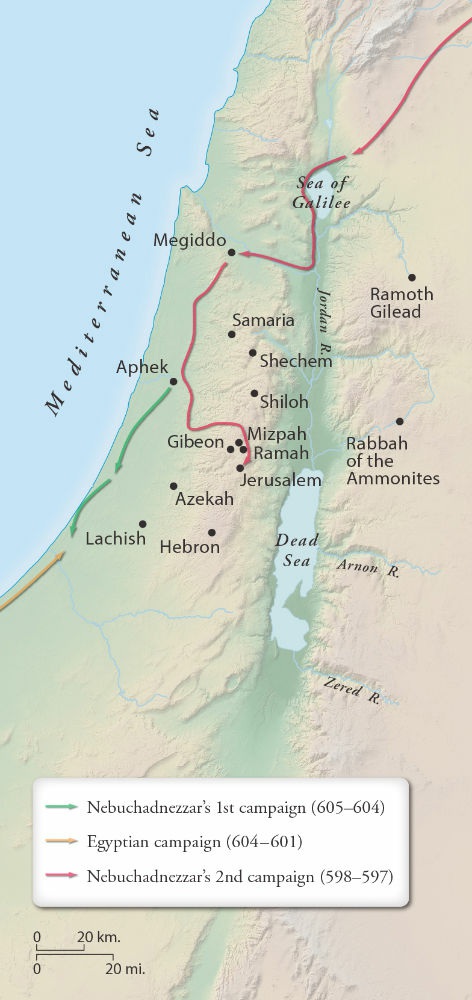 Mediterranean Sea
Sea of
Galilee
Megiddo
Ramoth
Gilead
Jordan R.
Samaria
Shechem
Aphek
Shiloh
Mizpah
Gibeon
Ramah
Rabbah
of the
Ammonites
Jerusalem
Azekah
Lachish
Hebron
Dead
Sea
Arnon R.
Zered R.
Nebuchadnezzar's 1st campaign (605–604)
Egyptian campaign (604–601)
Nebuchadnezzar's 2nd campaign (598–597)
0 20 km.
0 20 mi.